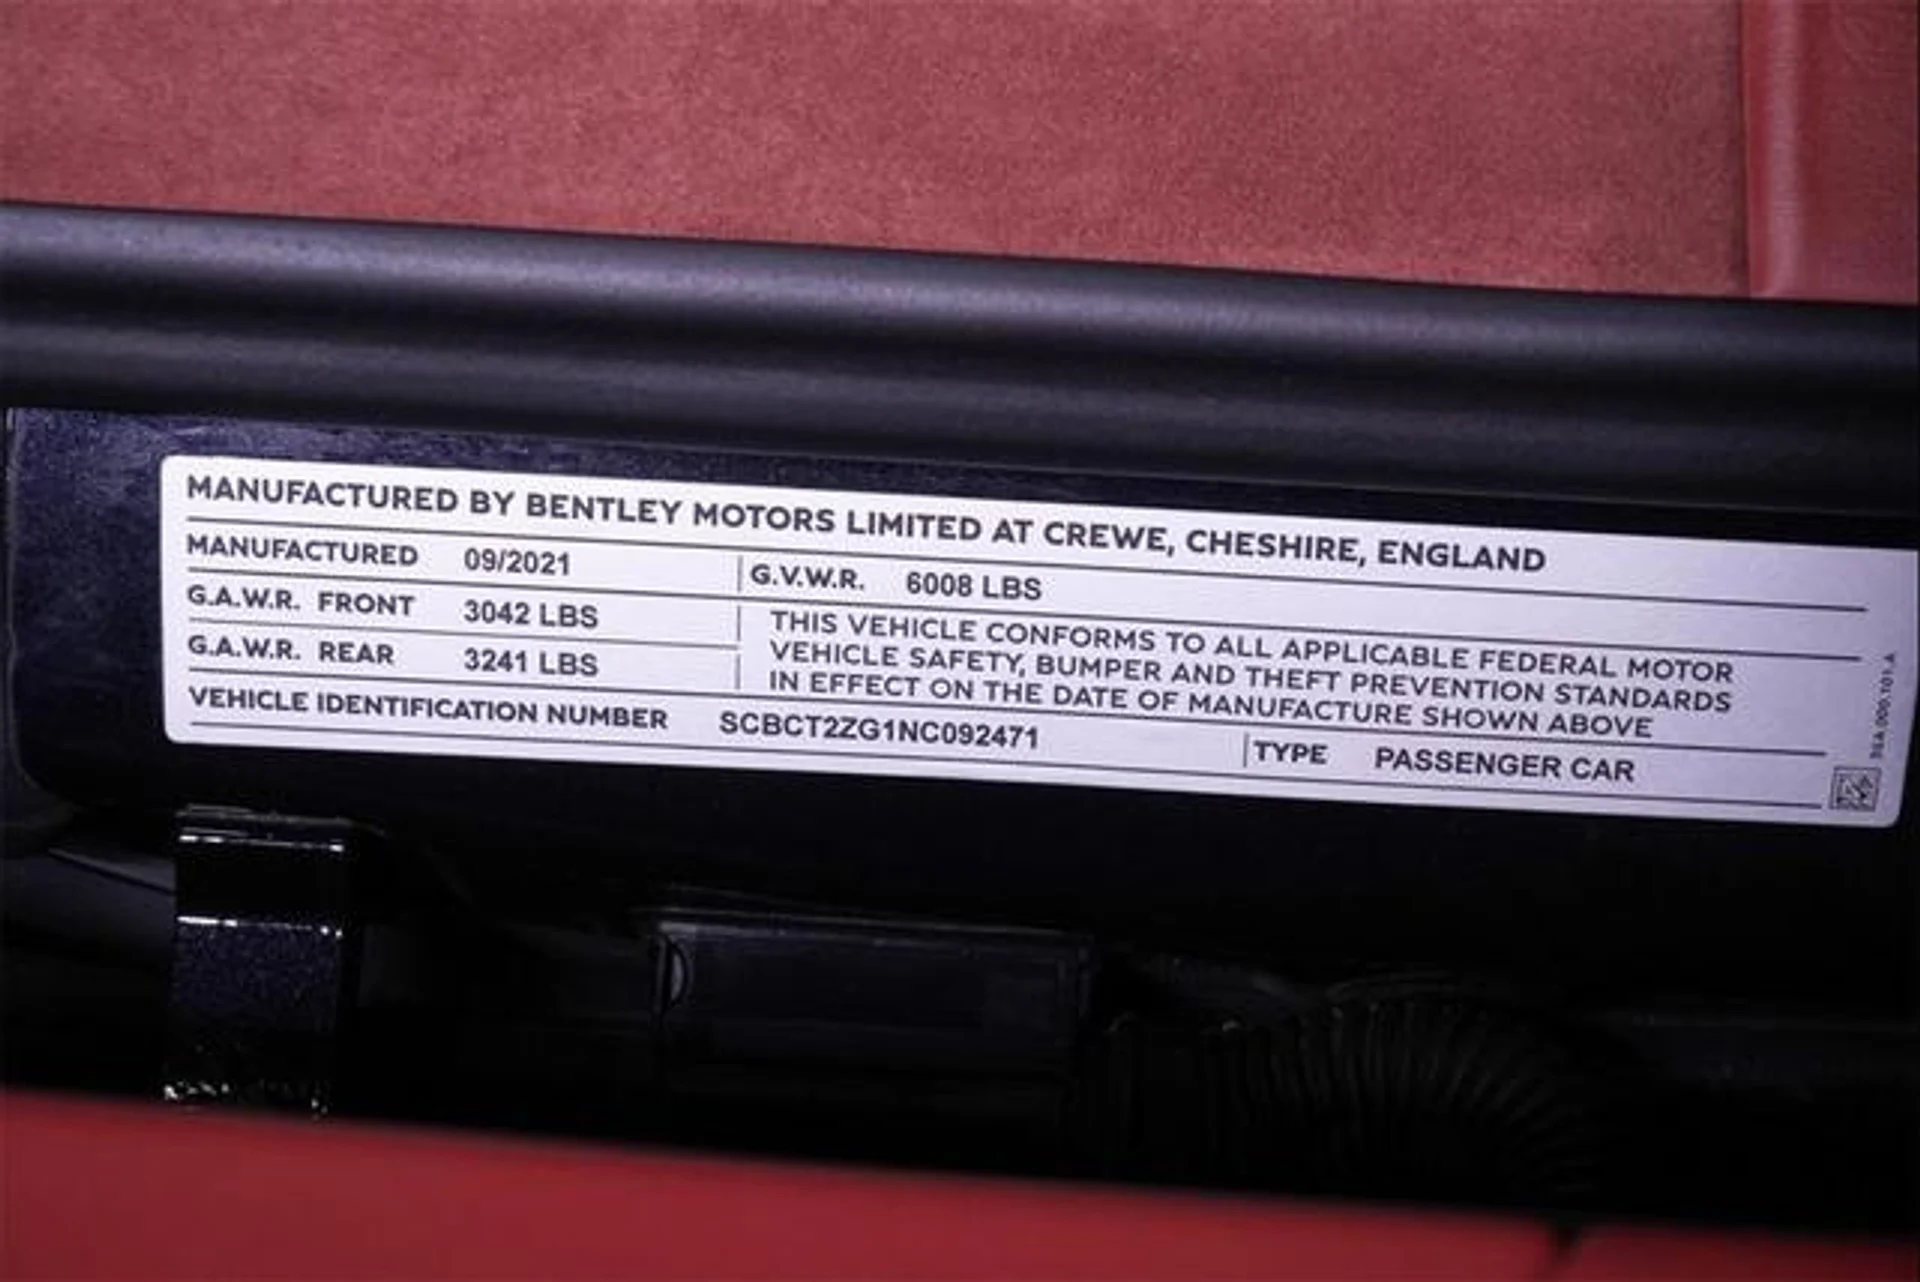 MANUFACTURED BY BENTLEY MOTORS LIMITED AT CREWE, CHESHIRE, ENGLAND
MANUFACTURED 09/2021 G.V.W.R. 6008 LBS
G.A.W.R. FRONT 3042 LBS
G.A.W.R. REAR 3241 LBS
THIS VEHICLE CONFORMS TO ALL APPLICABLE FEDERAL MOTOR
VEHICLE SAFETY, BUMPER AND THEFT PREVENTION STANDARDS
IN EFFECT ON THE DATE OF MANUFACTURE SHOWN ABOVE
VEHICLE IDENTIFICATION NUMBER SCBCT2ZG1NC092471 TYPE PASSENGER CAR